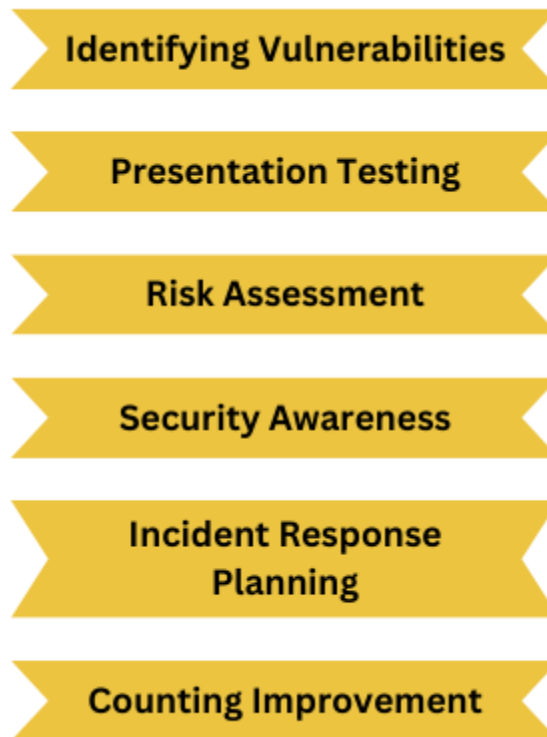 Identifying Vulnerabilities
Presentation Testing
Risk Assessment
Security Awareness
Incident Response
Planning
Counting Improvement